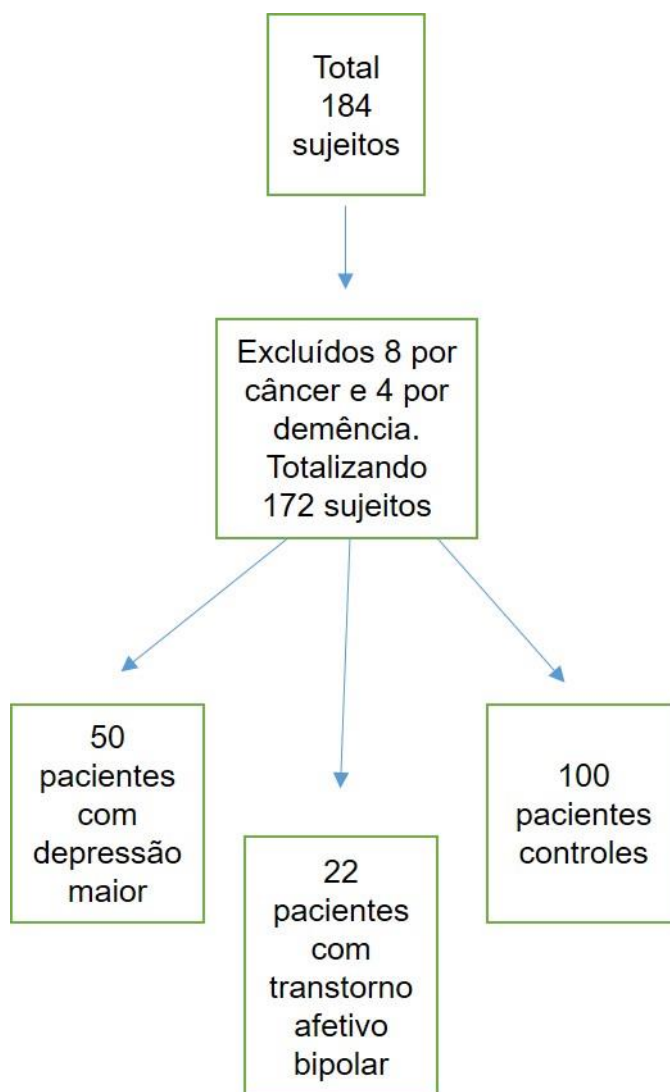 Total
184
sujeitos
Excluídos 8 por
câncer e 4 por
demência.
Totalizando
172 sujeitos
50
pacientes
com
depressão
maior
22
pacientes
com
transtorno
afetivo
bipolar
100
pacientes
controles